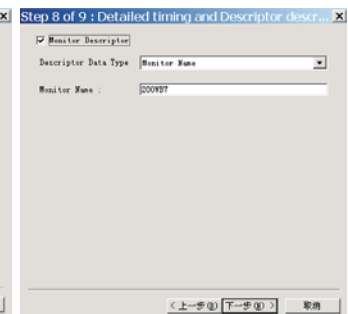 Step 8 of 9 : Detailed timing and Descriptor descr...
Monitor Descriptor
Descriptor Data Type
Monitor Name
Monitor Name :
200WB7
< 上一步(B)
下一步(N) >
取消